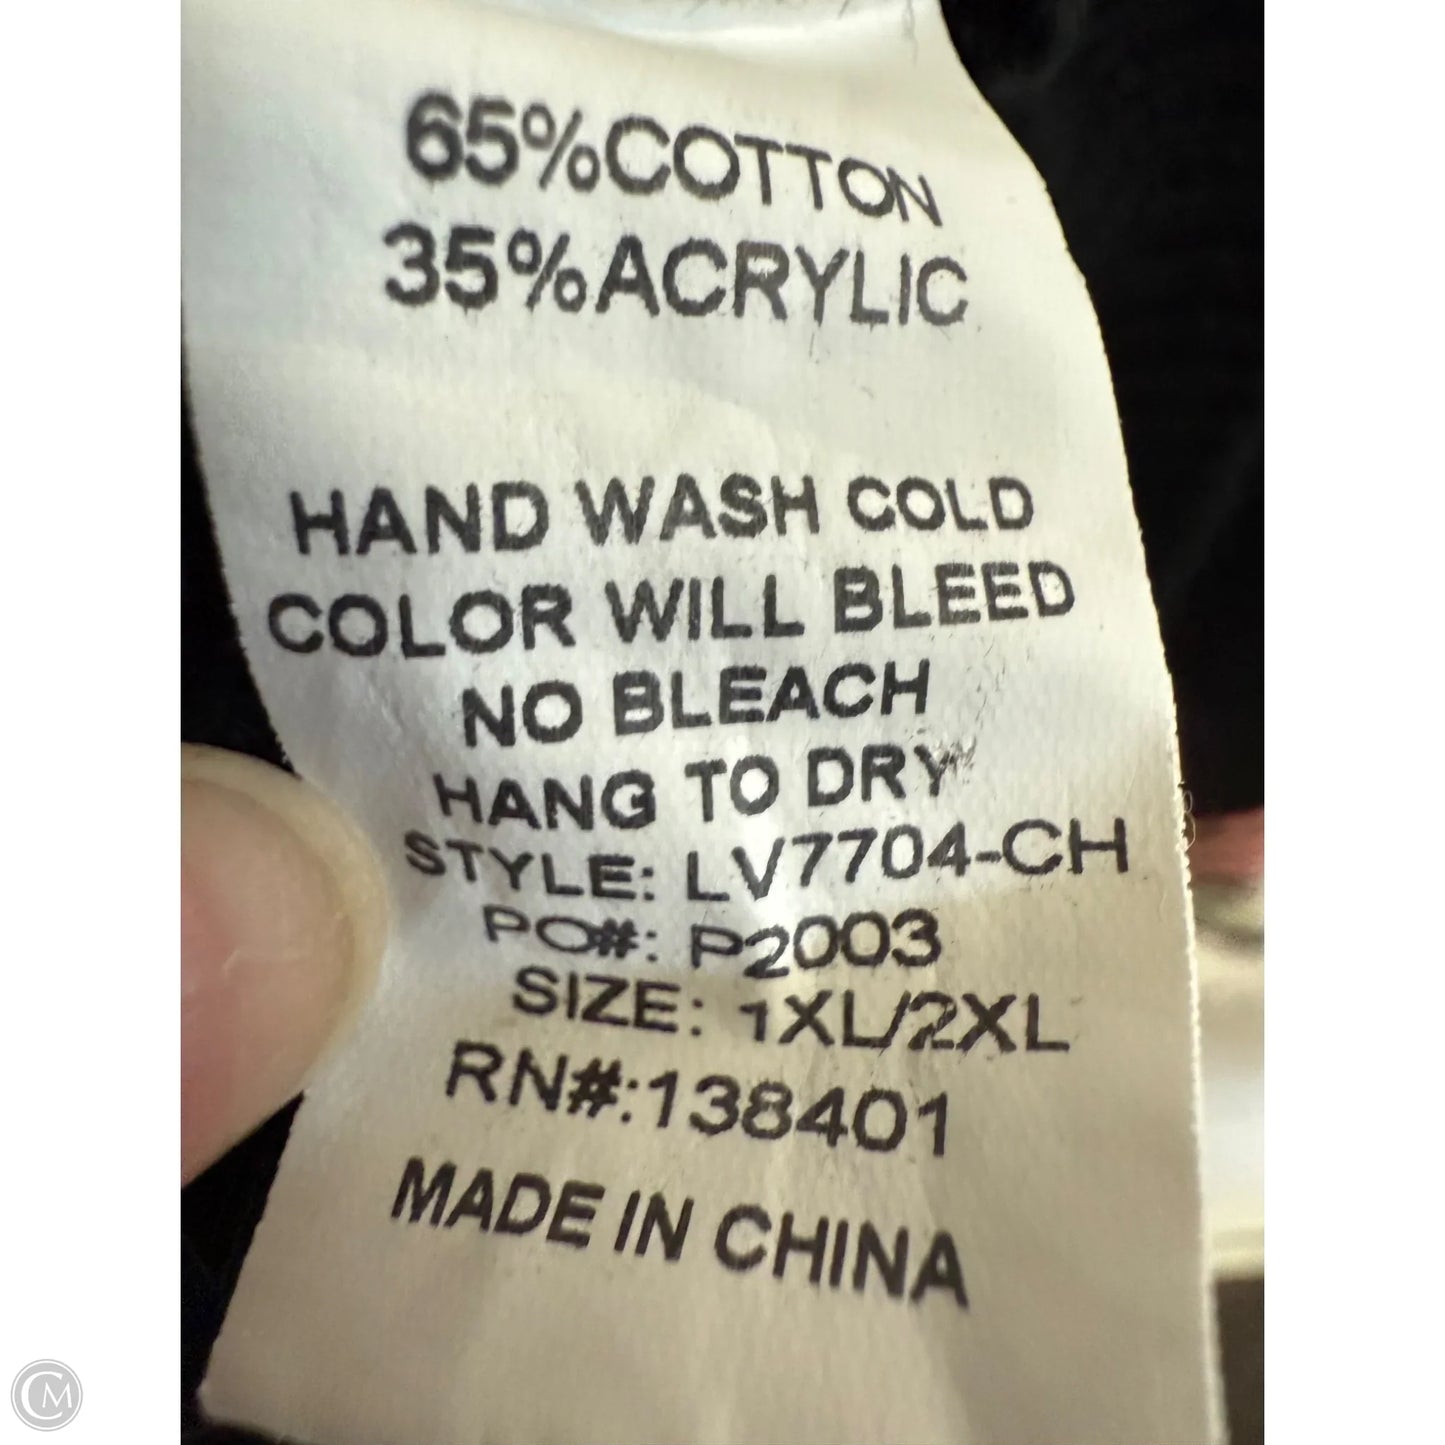 65%COTTON
35%ACRYLIC
HAND WASH COLD
COLOR WILL BLEED
NO BLEACH
HANG TO DRY
STYLE: LV7704-CH
PO#: P2003
SIZE: 1XL/2XL
RN#:138401
MADE IN CHINA
CM